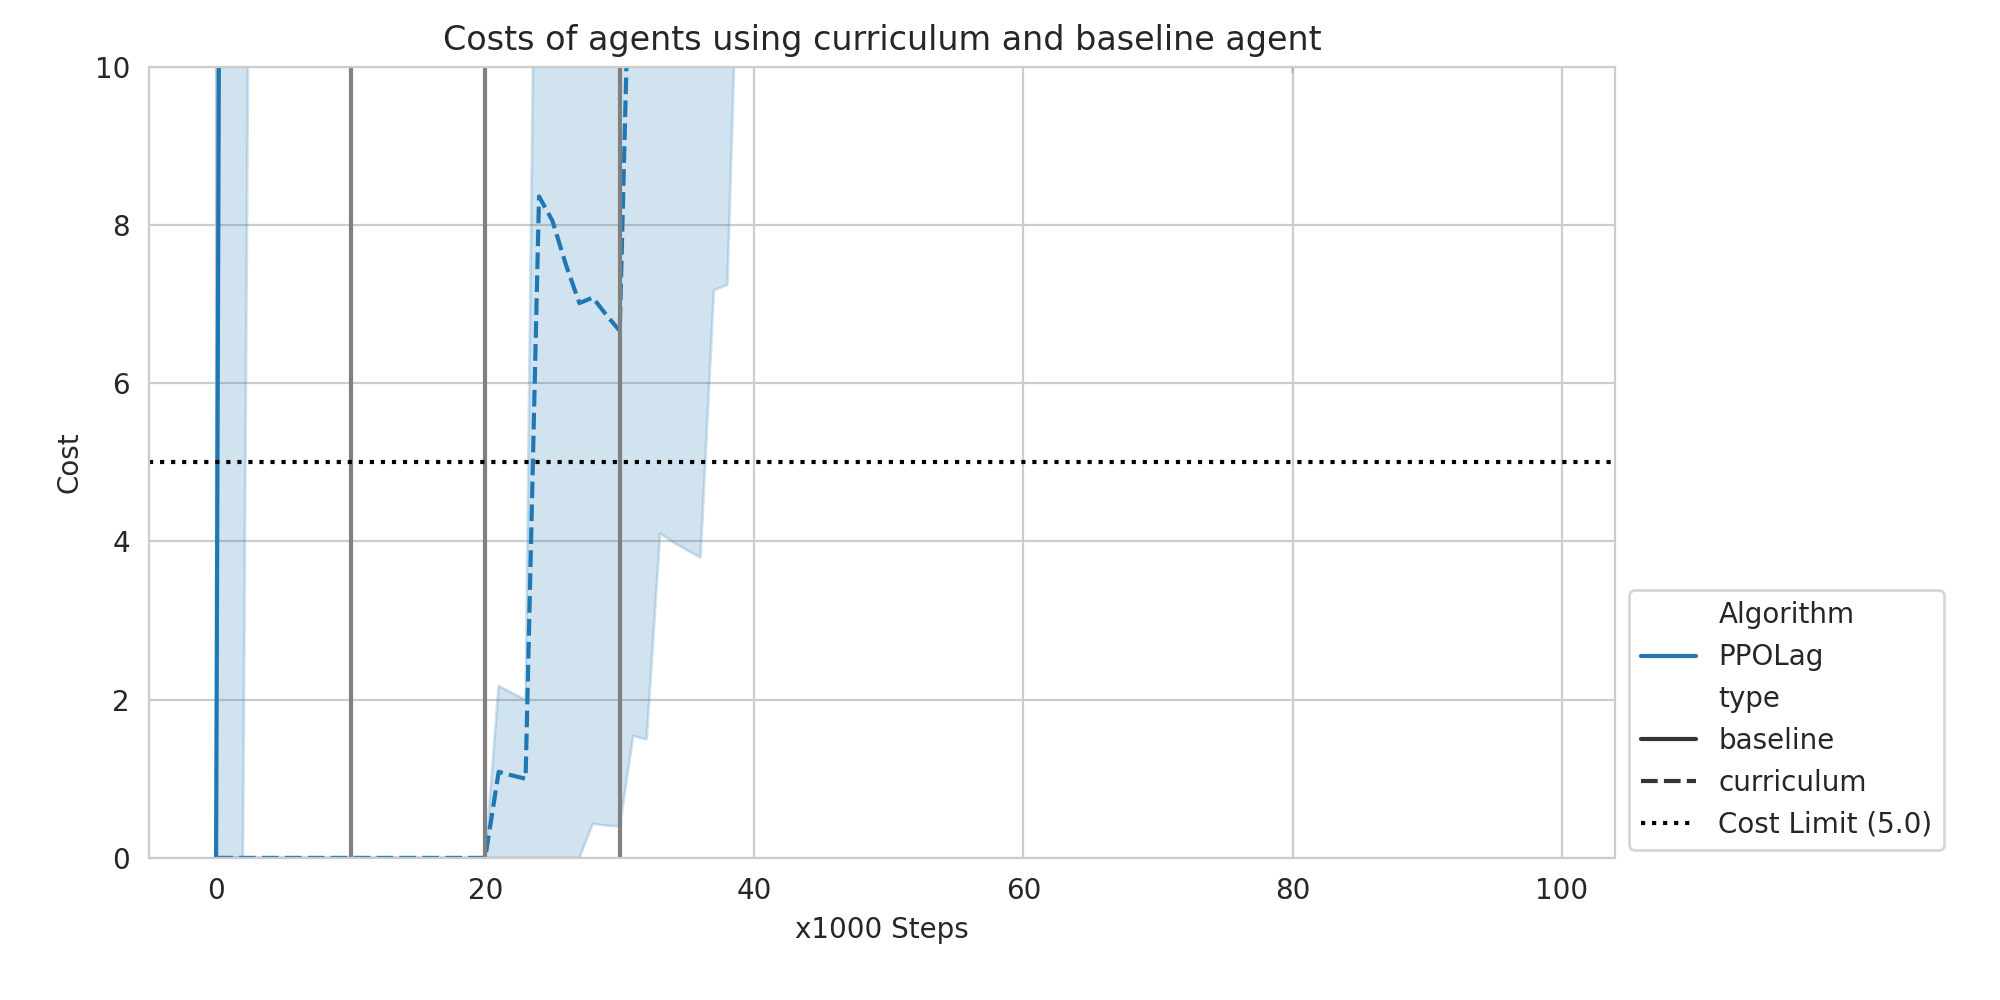 Costs of agents using curriculum and baseline agent
10
8
6
4
2
0
Cost
0 20 40 60 80 100
x1000 Steps
Algorithm
PPOLag
type
baseline
curriculum
Cost Limit (5.0)